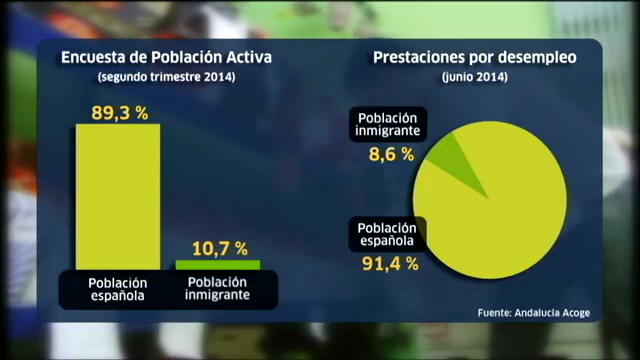 Encuesta de Población Activa
(segundo trimestre 2014)
89,3 %
10,7 %
Población
española
Población
inmigrante
Prestaciones por desempleo
(junio 2014)
Población
inmigrante
8,6 %
Población
española
91,4 %
Fuente: Andalucía Acoge